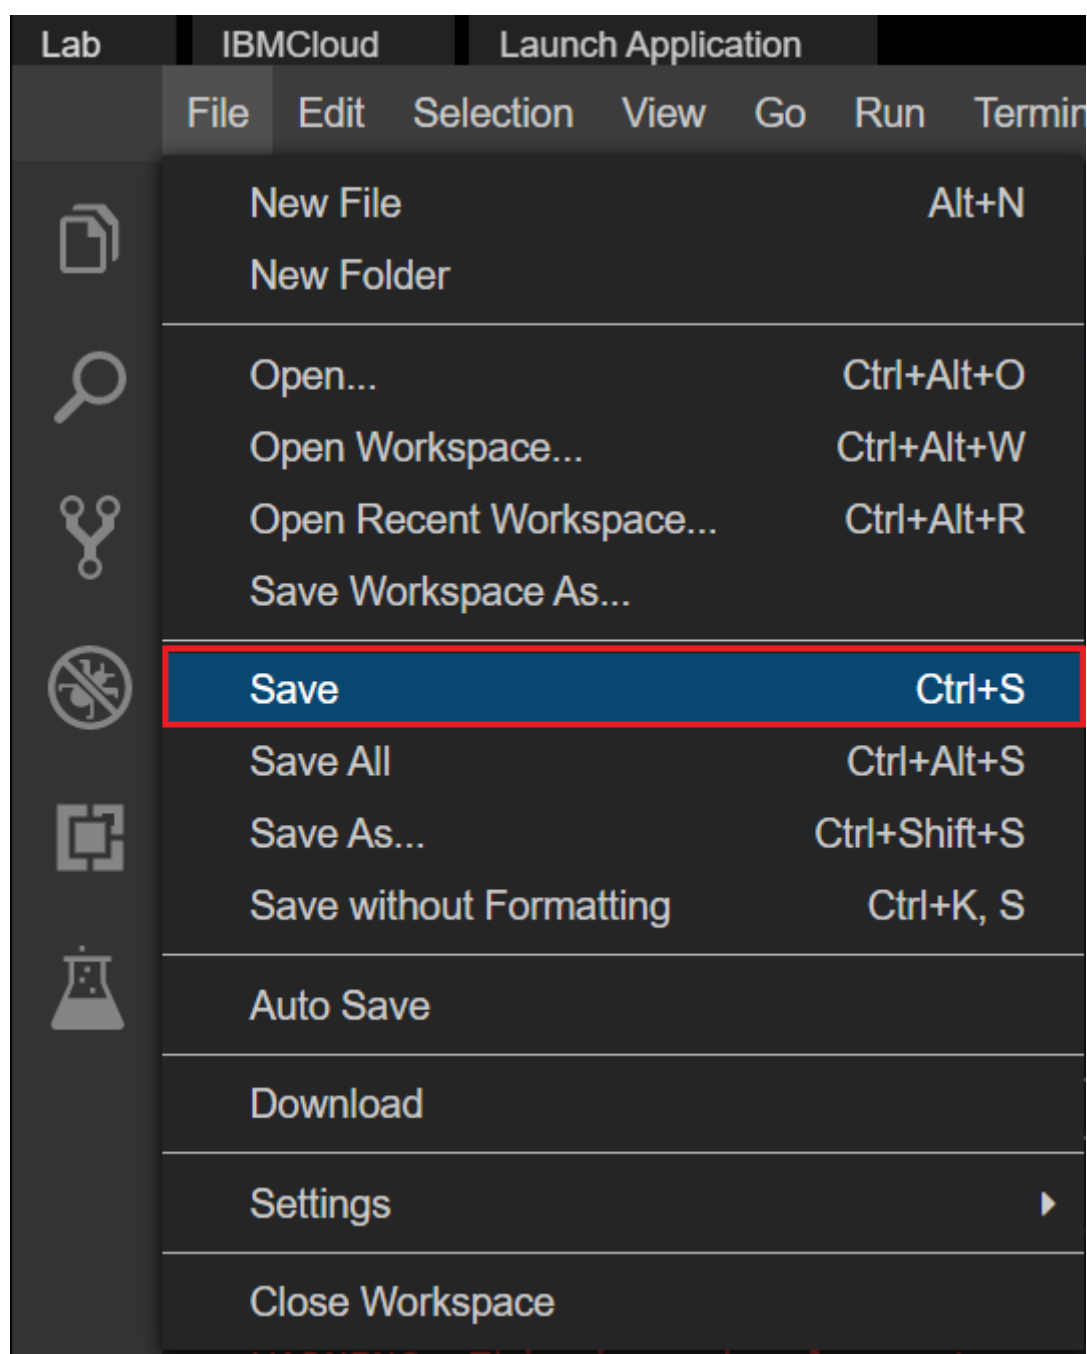 Lab IBMCloud Launch Application
File Edit Selection View Go Run Termin
New File Alt+N
New Folder
Open... Ctrl+Alt+O
Open Workspace... Ctrl+Alt+W
Open Recent Workspace... Ctrl+Alt+R
Save Workspace As...
Save Ctrl+S
Save All Ctrl+Alt+S
Save As... Ctrl+Shift+S
Save without Formatting Ctrl+K, S
Auto Save
Download
Settings
Close Workspace